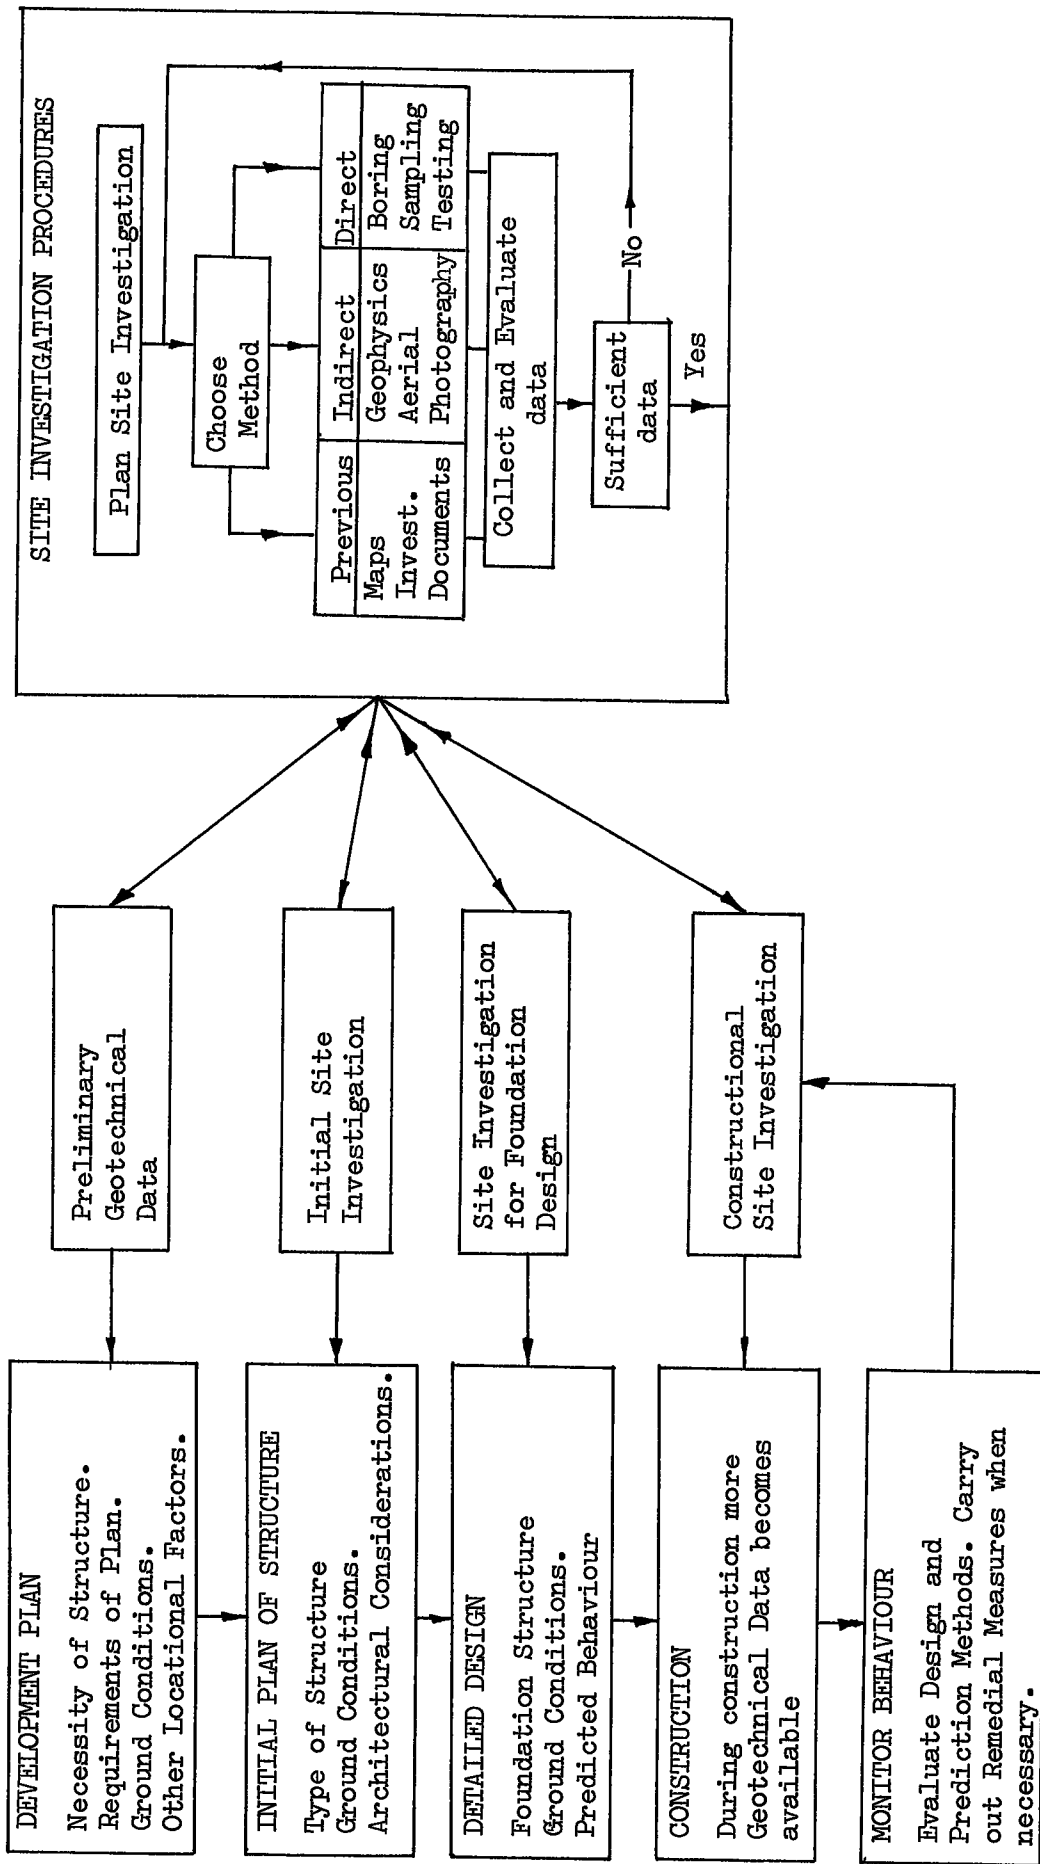 DEVELOPMENT PLAN
Necessity of Structure.
Requirements of Plan.
Ground Conditions.
Other Locational Factors.
INITIAL PLAN OF STRUCTURE
Type of Structure
Ground Conditions.
Architectural Considerations.
DETAILED DESIGN
Foundation Structure
Ground Conditions.
Predicted Behaviour
CONSTRUCTION
During construction more
Geotechnical Data becomes
available
MONITOR BEHAVIOUR
Evaluate Design and
Prediction Methods. Carry
out Remedial Measures when
necessary.
Preliminary
Geotechnical
Data
Initial Site
Investigation
Site Investigation
for Foundation
Design
Constructional
Site Investigation
SITE INVESTIGATION PROCEDURES
Plan Site Investigation
Choose
Method
Previous
Maps
Invest.
Documents
Indirect
Geophysics
Aerial
Photography
Direct
Boring
Sampling
Testing
Collect and Evaluate
data
Sufficient
data
No
Yes